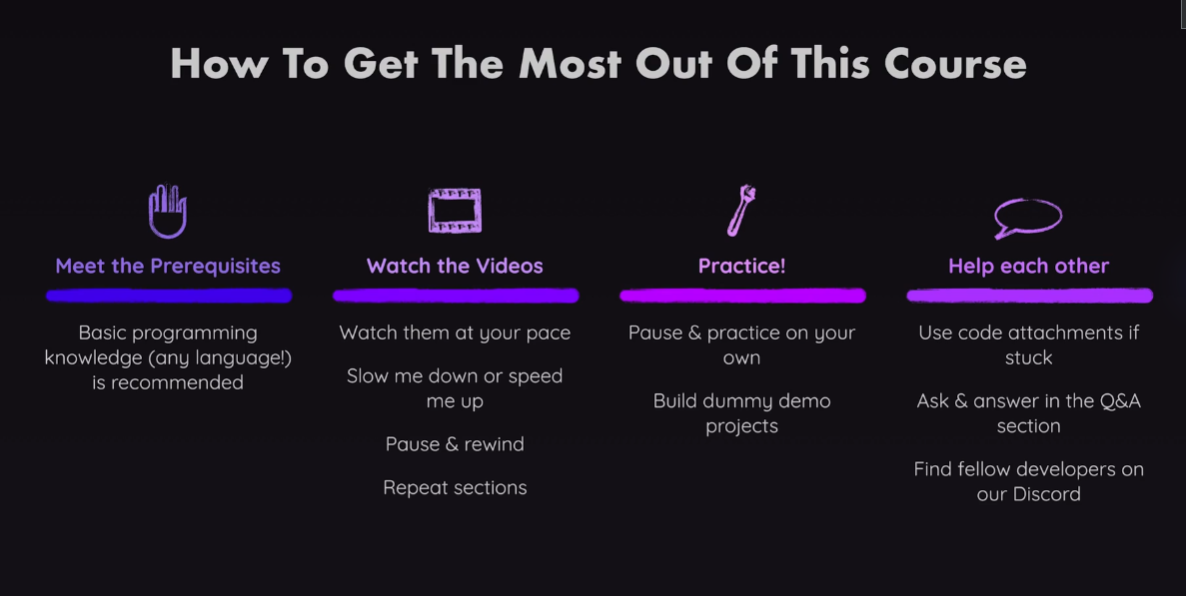 How To Get The Most Out Of This Course
Meet the Prerequisites
Basic programming
knowledge (any language!)
is recommended
Watch the Videos
Watch them at your pace
Slow me down or speed
me up
Pause & rewind
Repeat sections
Practice!
Pause & practice on your
own
Build dummy demo
projects
Help each other
Use code attachments if
stuck
Ask & answer in the Q&A
section
Find fellow developers on
our Discord